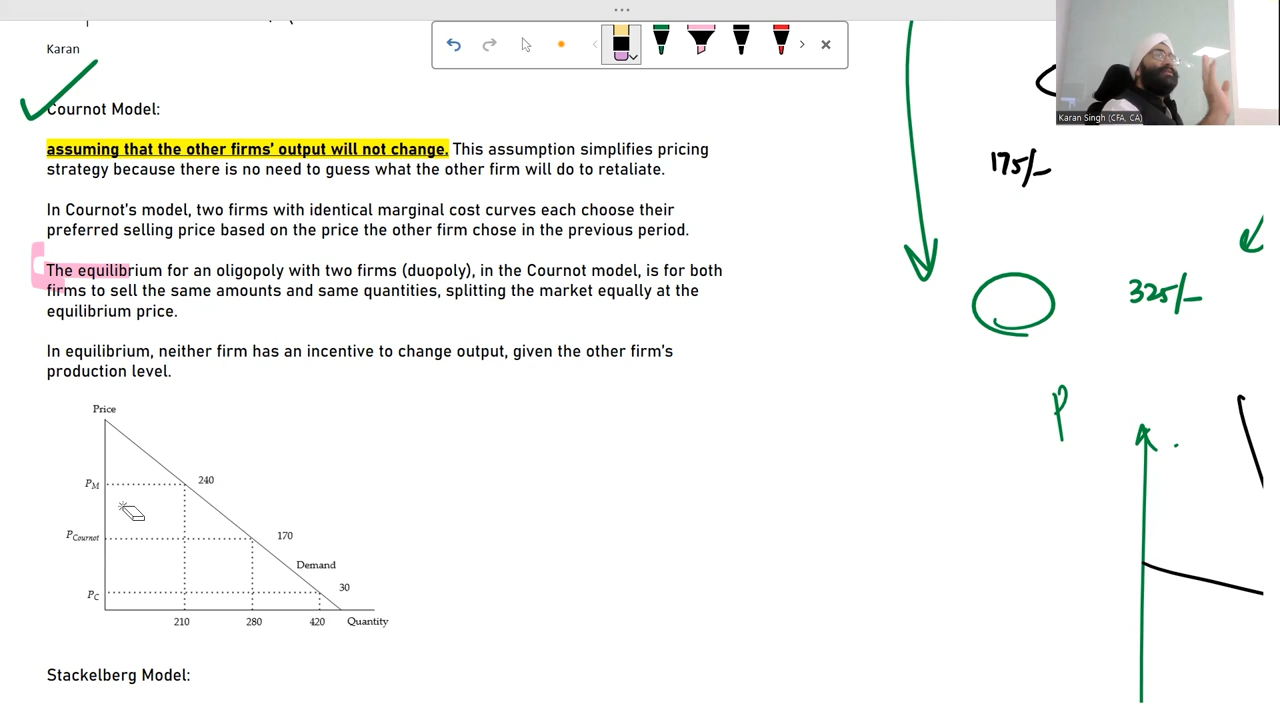 Karan
Karan Singh (CFA, CA)
Cournot Model:
assuming that the other firms' output will not change. This assumption simplifies pricing
strategy because there is no need to guess what the other firm will do to retaliate.
175/-
In Cournot's model, two firms with identical marginal cost curves each choose their
preferred selling price based on the price the other firm chose in the previous period.
The equilibrium for an oligopoly with two firms (duopoly), in the Cournot model, is for both
firms to sell the same amounts and same quantities, splitting the market equally at the
equilibrium price.
325/-
In equilibrium, neither firm has an incentive to change output, given the other firm's
production level.
P
Price
PM
240
PCournot
170
Demand
30
PC
210 280 420 Quantity
Stackelberg Model: